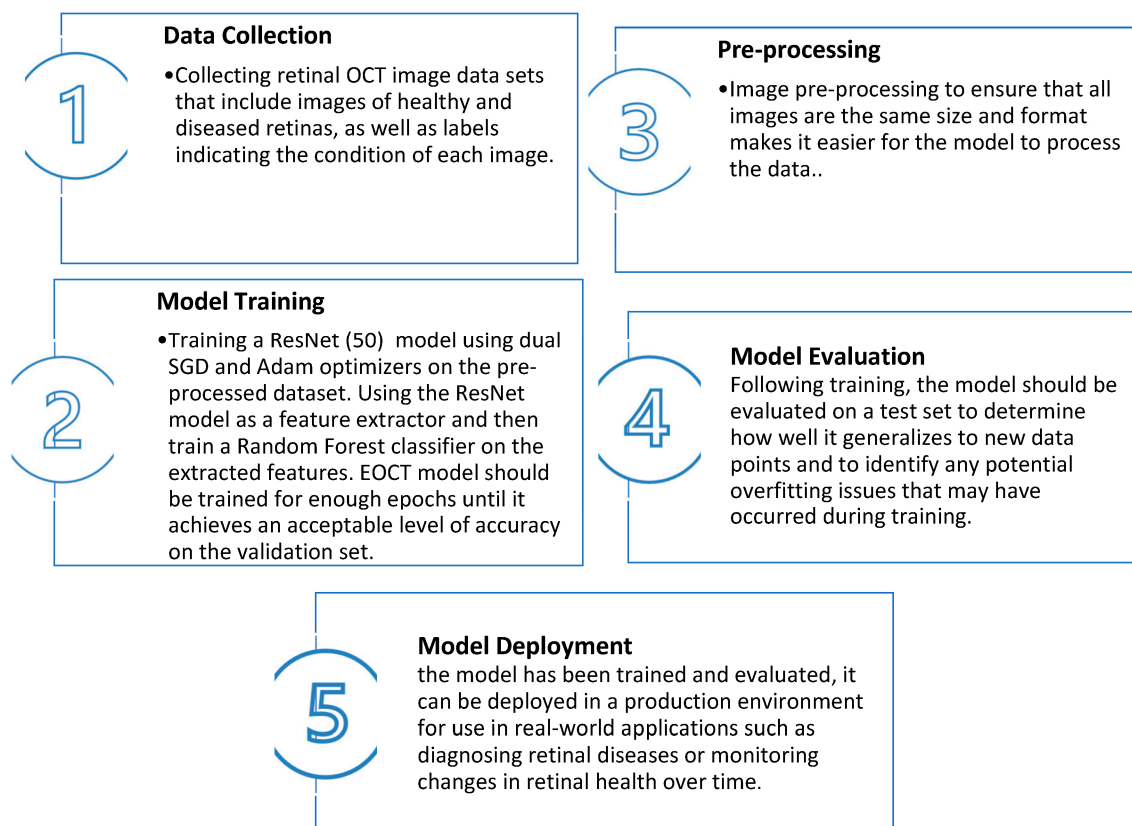 1
Data Collection
•Collecting retinal OCT image data sets
that include images of healthy and
diseased retinas, as well as labels
indicating the condition of each image.
2
Model Training
•Training a ResNet (50)  model using dual
SGD and Adam optimizers on the pre-
processed dataset. Using the ResNet
model as a feature extractor and then
train a Random Forest classifier on the
extracted features. EOCT model should
be trained for enough epochs until it
achieves an acceptable level of accuracy
on the validation set.
3
Pre-processing
•Image pre-processing to ensure that all
images are the same size and format
makes it easier for the model to process
the data..
4
Model Evaluation
Following training, the model should be
evaluated on a test set to determine
how well it generalizes to new data
points and to identify any potential
overfitting issues that may have
occurred during training.
5
Model Deployment
the model has been trained and evaluated, it
can be deployed in a production environment
for use in real-world applications such as
diagnosing retinal diseases or monitoring
changes in retinal health over time.